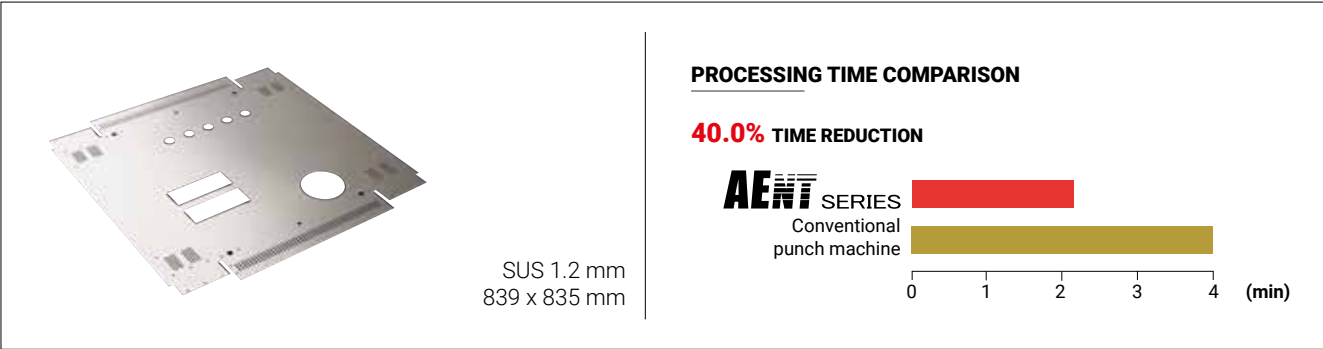 SUS 1.2 mm
839 x 835 mm
PROCESSING TIME COMPARISON
40.0% TIME REDUCTION
AENT SERIES
Conventional
punch machine
0 1 2 3 4 (min)